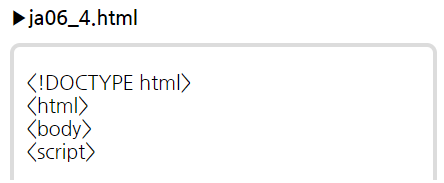 ▶ja06_4.html
<!DOCTYPE html>
<html>
<body>
<script>